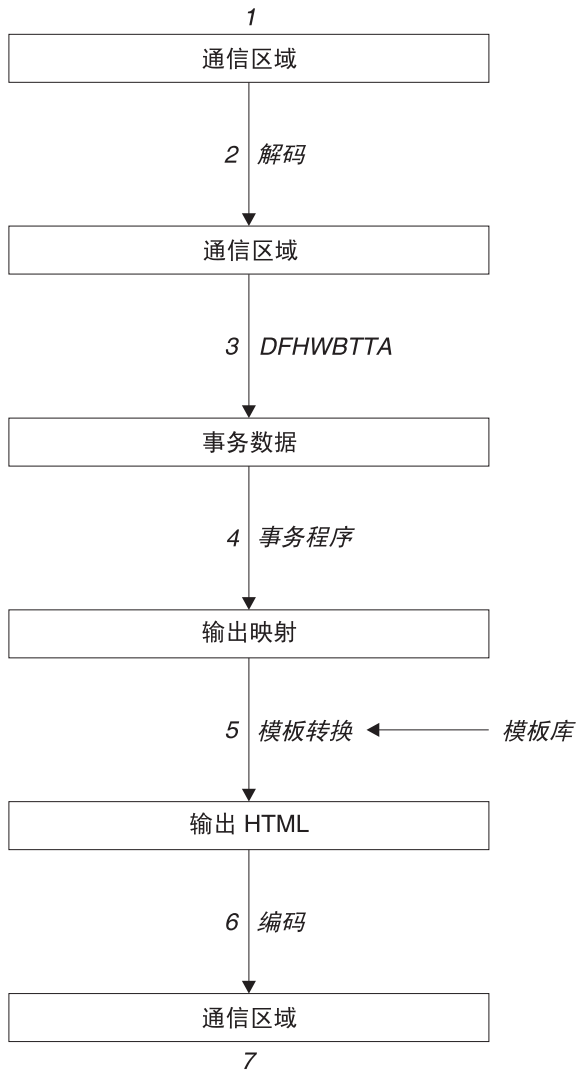 1
通信区域
2 解码
通信区域
3 DFHWBTTA
事务数据
4 事务程序
输出映射
5 模板转换 模板库
输出 HTML
6 编码
通信区域
7